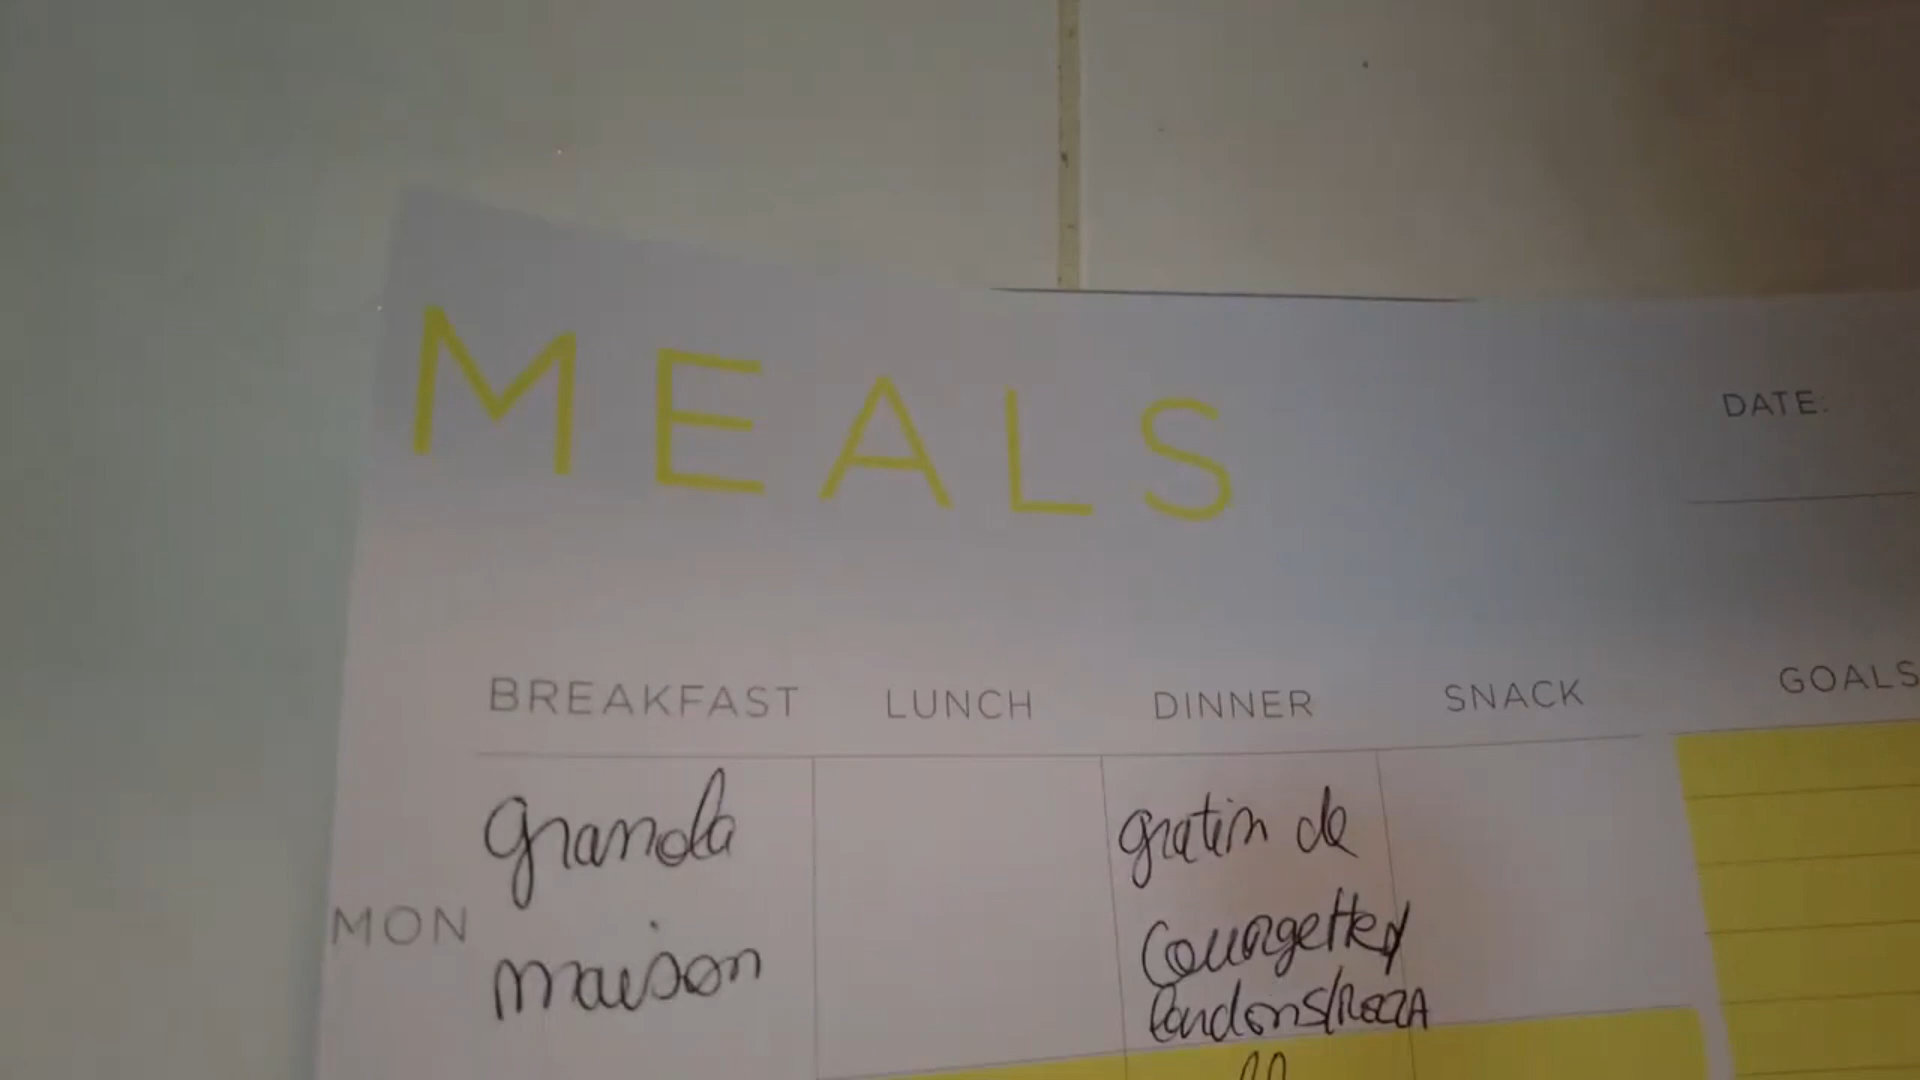 MEALS
DATE:
BREAKFAST LUNCH DINNER SNACK GOALS
MON
granola
maison
gratin de
courgettes